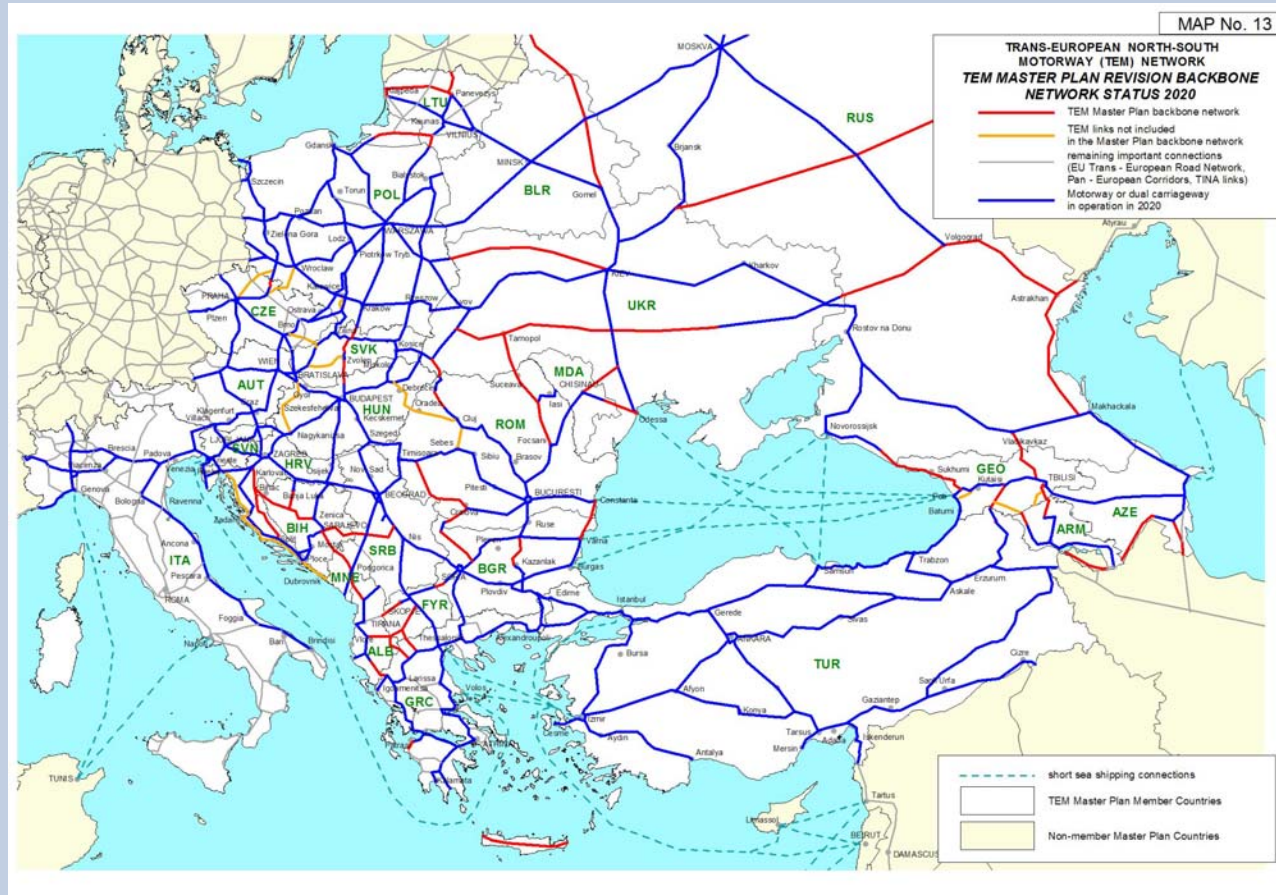 MAP No. 13
TRANS-EUROPEAN NORTH-SOUTH
MOTORWAY (TEM) NETWORK
TEM MASTER PLAN REVISION BACKBONE
NETWORK STATUS 2020
TEM Master Plan backbone network
TEM links not included
in the Master Plan backbone network
remaining important connections
(EU Trans - European Road Network,
Pan - European Corridors, TINA links)
Motorway or dual carriageway
in operation in 2020
MOSKVA
RUS
Panevezys
LTU
Kaunas
VILNIUS
Brjansk
Gdansk
MINSK
BLR
Gomel
Szczecin
Torun
Bialystok
POL
Poznan
WARSZAWA
Zielona Gora
Lodz
Volgograd
Atyrau
Piotrkow Tryb.
Wroclaw
Kharkov
Astrakhan
PRAHA
Rzeszow
UKR
CZE
Ostrava
Krakow
Plzen
Brno
Rostov na Donu
SVK
Kosice
Tarnopol
Zvolen
WIEN
BRATISLAVA
MDA
CHISINAU
AUT
Gyor
Debrecen
Suceava
Iasi
BUDAPEST
Oradea
Makhachkala
Klagenfurt
HUN
Cluj
Odessa
Villach
Kecskemet
ROM
Novorossijsk
Vladikavkaz
Nagykanizsa
Szeged
Sebes
Focsani
SVN
ZAGREB
Timisoara
Sibiu
Brasov
Brescia
Padova
HRV
Osijek
Novi Sad
Sukhumi
GEO
Kutaisi
TBILISI
Venezia
Karlovac
Pitesti
Genova
Banja Luka
BEOGRAD
BUCURESTI
Constanta
Poti
Batumi
AZE
Bologna
Ravenna
Zenica
Craiova
Ruse
ARM
BIH
SARAJEVO
Nis
Varna
Ancona
Mostar
SRB
Pleven
ITA
Ploce
Kazanlak
Burgas
Samsun
Trabzon
Pescara
Dubrovnik
MNE
Podgorica
BGR
Erzurum
ROMA
Plovdiv
Edirne
Istanbul
Gerede
Askale
SKOPJE
FYR
Foggia
TIRANA
Sivas
Napoli
Bari
Brindisi
Vlore
Thessaloniki
Alexandroupoli
ANKARA
ALB
Bursa
TUR
Cizre
Larissa
Igoumenitsa
Volos
Afyon
GRC
Gaziantep
Izmir
Konya
Cesme
Tarsus
Adana
Iskenderun
Patras
Aydin
Mersin
Antalya
Kalamata
TUNIS
short sea shipping connections
Tartus
TEM Master Plan Member Countries
Limassol
BEIRUT
Non-member Master Plan Countries
DAMASCUS